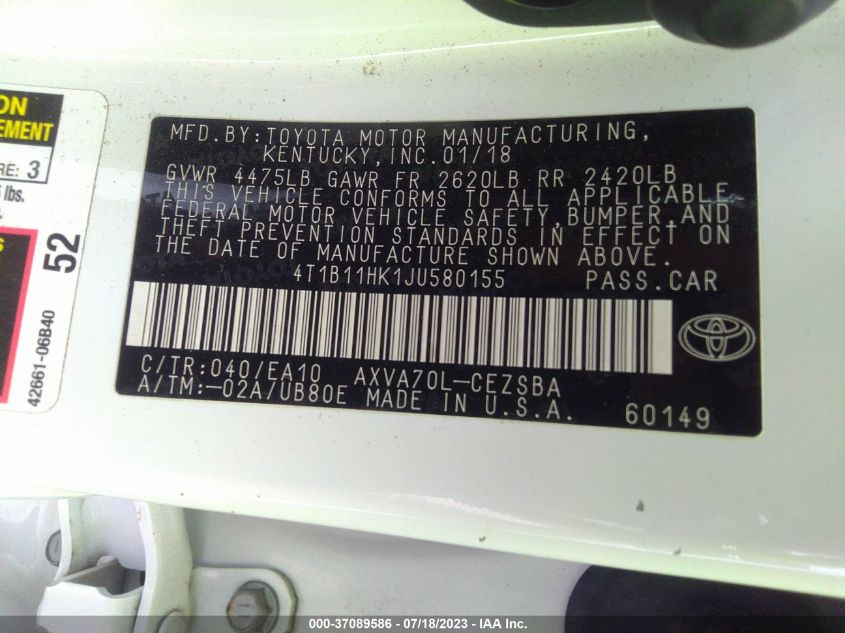 ON
EMENT
RE: 3
lbs.
52
42661-06B40
MFD.BY:TOYOTA MOTOR MANUFACTURING,
KENTUCKY,INC.01/18
GVWR 4475LB GAWR FR 2620LB RR 2420LB
THIS VEHICLE CONFORMS TO ALL APPLICABLE
FEDERAL MOTOR VEHICLE SAFETY,BUMPER,AND
THEFT PREVENTION STANDARDS IN EFFECT ON
THE DATE OF MANUFACTURE SHOWN ABOVE.
4T1B11HK1JU580155 PASS.CAR
C/TR:040/EA10 AXVA70L-CEZSBA
A/TM:-02A/UB80E MADE IN U.S.A. 60149
000-37089586 - 07/18/2023 - IAA Inc.